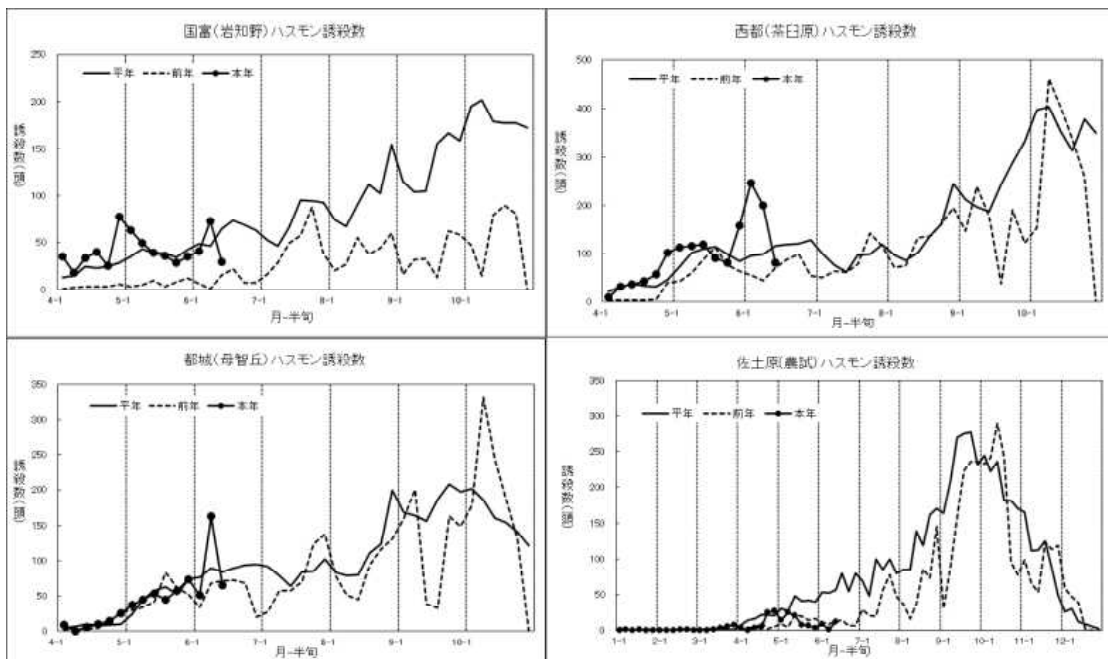 国富(岩知野)ハスモン誘殺数
平年 前年 本年
誘殺数(頭)
250
200
150
100
50
0
4-1 5-1 6-1 7-1 8-1 9-1 10-1
月-半旬
西都(茶臼原)ハスモン誘殺数
平年 前年 本年
誘殺数(頭)
500
400
300
200
100
0
4-1 5-1 6-1 7-1 8-1 9-1 10-1
月-半旬
都城(母智丘)ハスモン誘殺数
平年 前年 本年
誘殺数(頭)
350
300
250
200
150
100
50
0
4-1 5-1 6-1 7-1 8-1 9-1 10-1
月-半旬
佐土原(農試)ハスモン誘殺数
平年 前年 本年
誘殺数(頭)
350
300
250
200
150
100
50
0
1-1 2-1 3-1 4-1 5-1 6-1 7-1 8-1 9-1 10-1 11-1 12-1
月-半旬